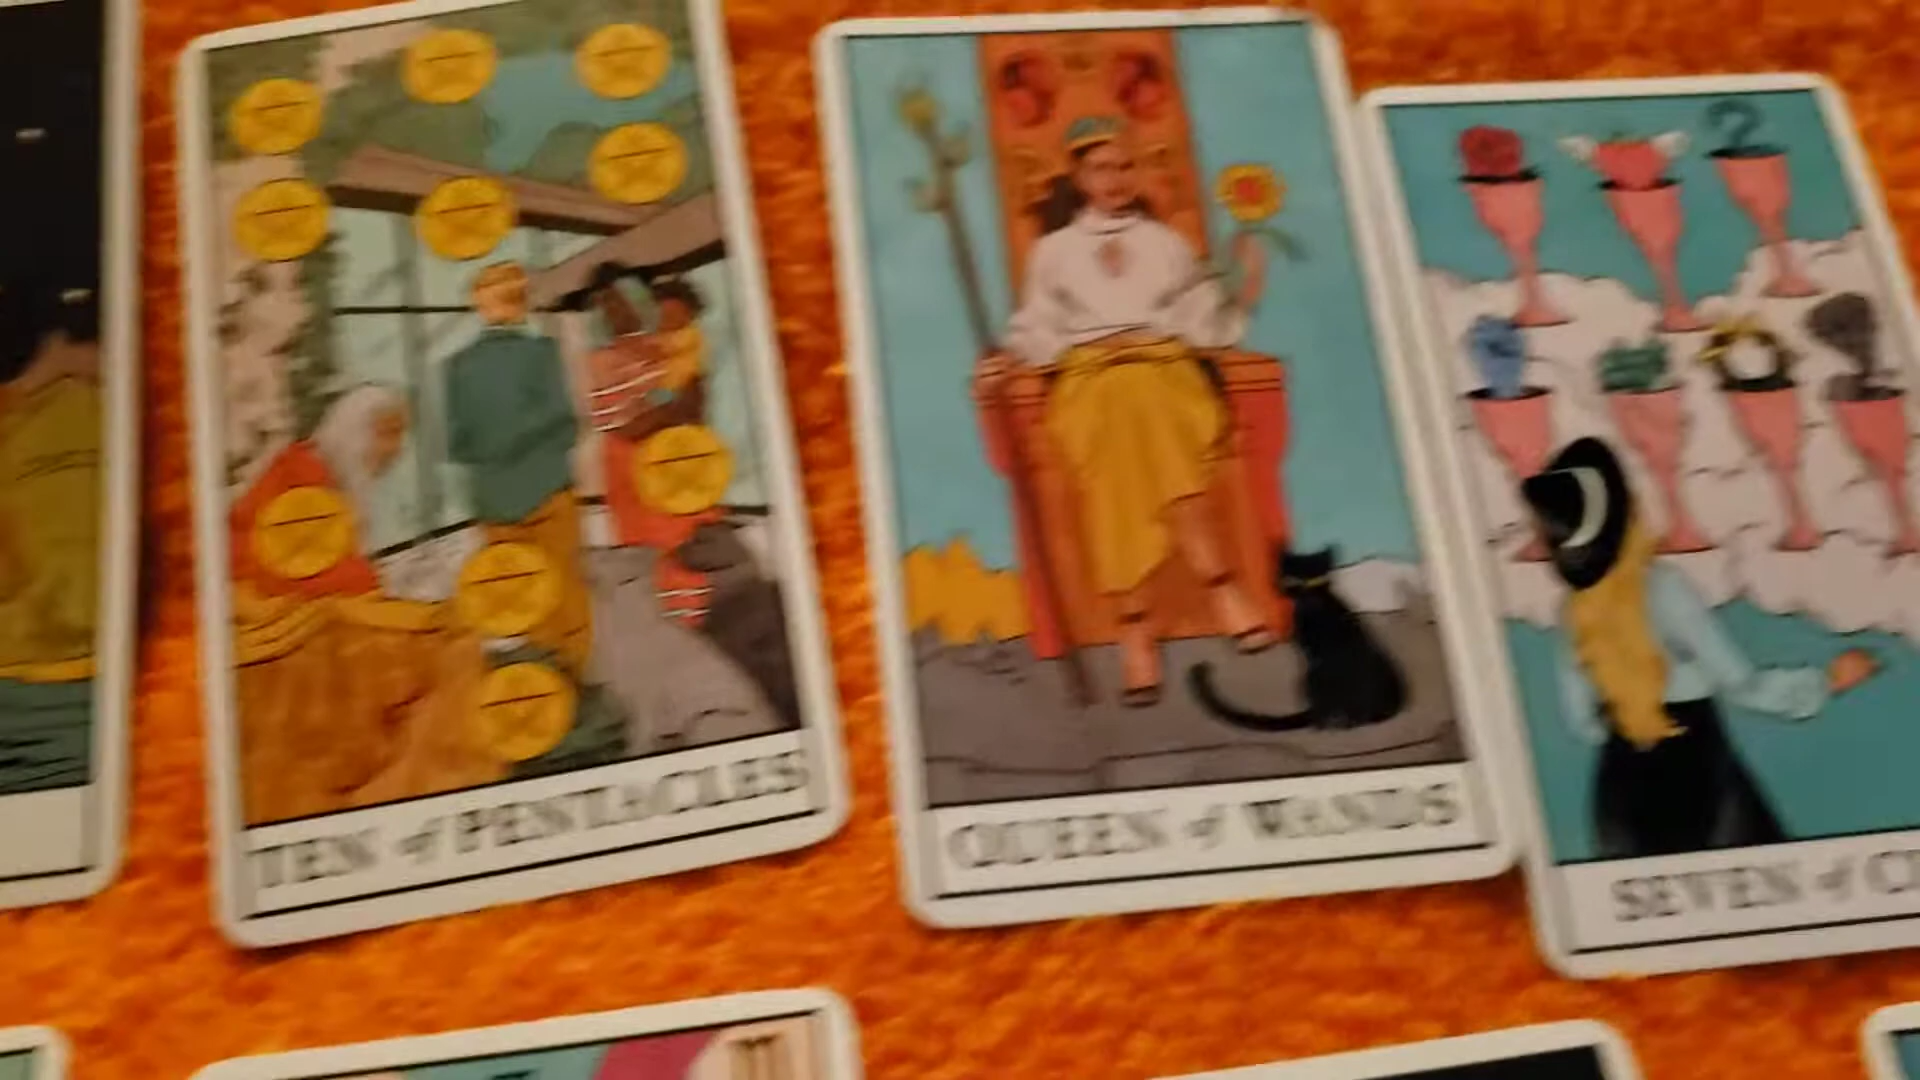 TEN of PENTACLES
QUEEN of WANDS
SEVEN of